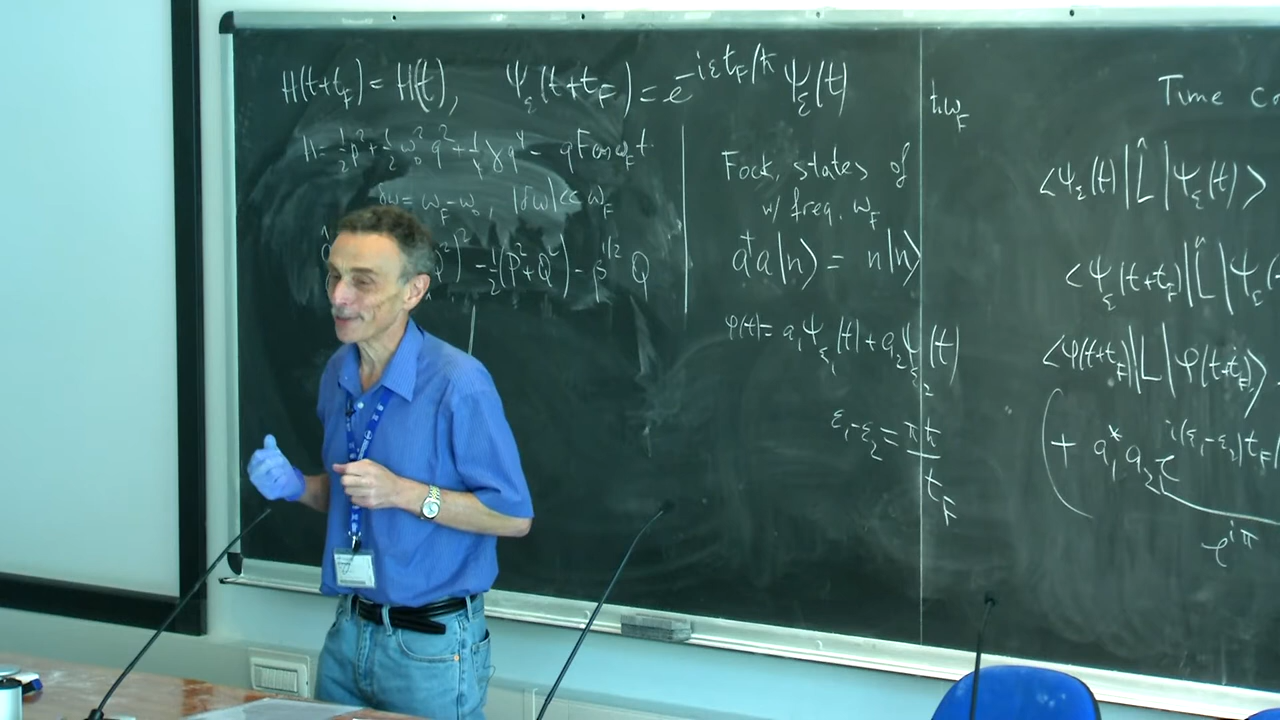 H(t+t_F) = H(t), ψ_ε(t+t_F) = e^{-iεt_F/ħ} ψ_ε(t)
H = ½p² + ½ω₀²q² + ¼γq⁴ - qF cos ω_F t
δω = ω_F - ω₀, |δω| << ω_F
²)² - ½(P²+Q²) - β^{1/2} Q
ħω_F
Fock states of
w/ freq. ω_F
a†a|n⟩ = n|n⟩
φ(t) = a₁ψ_{ε₁}(t) + a₂ψ_{ε₂}(t)
ε₁-ε₂ = πħ/t_F
Time
⟨ψ_ε(t)|L̂|ψ_ε(t)⟩
⟨ψ_ε(t+t_F)|L̂|ψ_ε(
⟨φ(t+t_F)|L|φ(t+t_F)⟩
+ a₁*a₂e^{i(ε₁-ε₂)t_F/
e^{iπ}